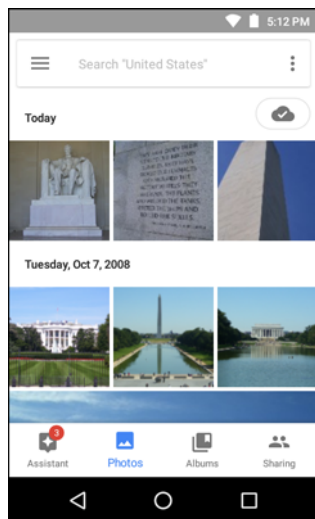 5:12 PM
Search "United States"
Today
Tuesday, Oct 7, 2008
3
Assistant
Photos
Albums
Sharing